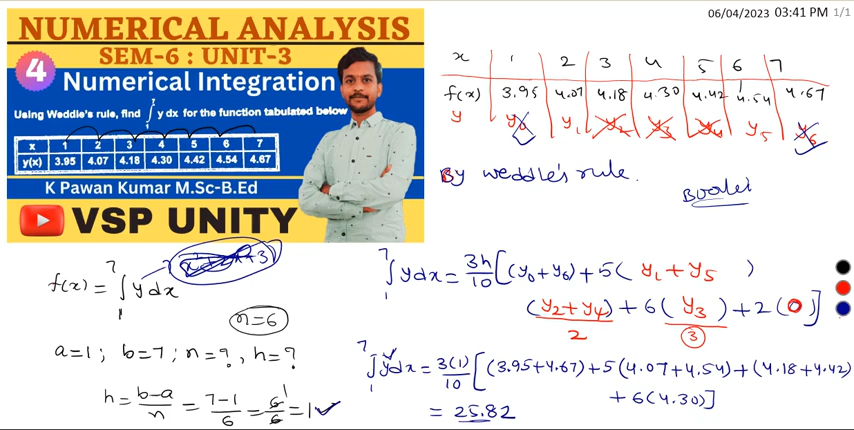 06/04/2023 03:41 PM 1/1
NUMERICAL ANALYSIS
SEM-6 : UNIT-3
4 Numerical Integration
Using Weddle's rule, find ∫₁⁷ y dx for the function tabulated below
x 1 2 3 4 5 6 7
y(x) 3.95 4.07 4.18 4.30 4.42 4.54 4.67
K Pawan Kumar M.Sc-B.Ed
VSP UNITY
x 1 2 3 4 5 6 7
f(x) 3.95 4.07 4.18 4.30 4.42 4.54 4.67
y y₀ y₁ y₂ y₃ y₄ y₅ y₆
By weddle's rule.
f(x) = ∫₁⁷ y dx
n=6
a=1; b=7; n=?, h=?
h = (b-a)/n = (7-1)/6 = 6/6 = 1
∫₁⁷ y dx = 3h/10 [(y₀+y₆) + 5( y₁ + y₅ )
(y₂+y₄) + 6( y₃ ) + 2(0)]
2 3
∫₁⁷ y dx = 3(1)/10 [(3.95+4.67)+5(4.07+4.54)+(4.18+4.42)
+ 6(4.30)]
= 25.82